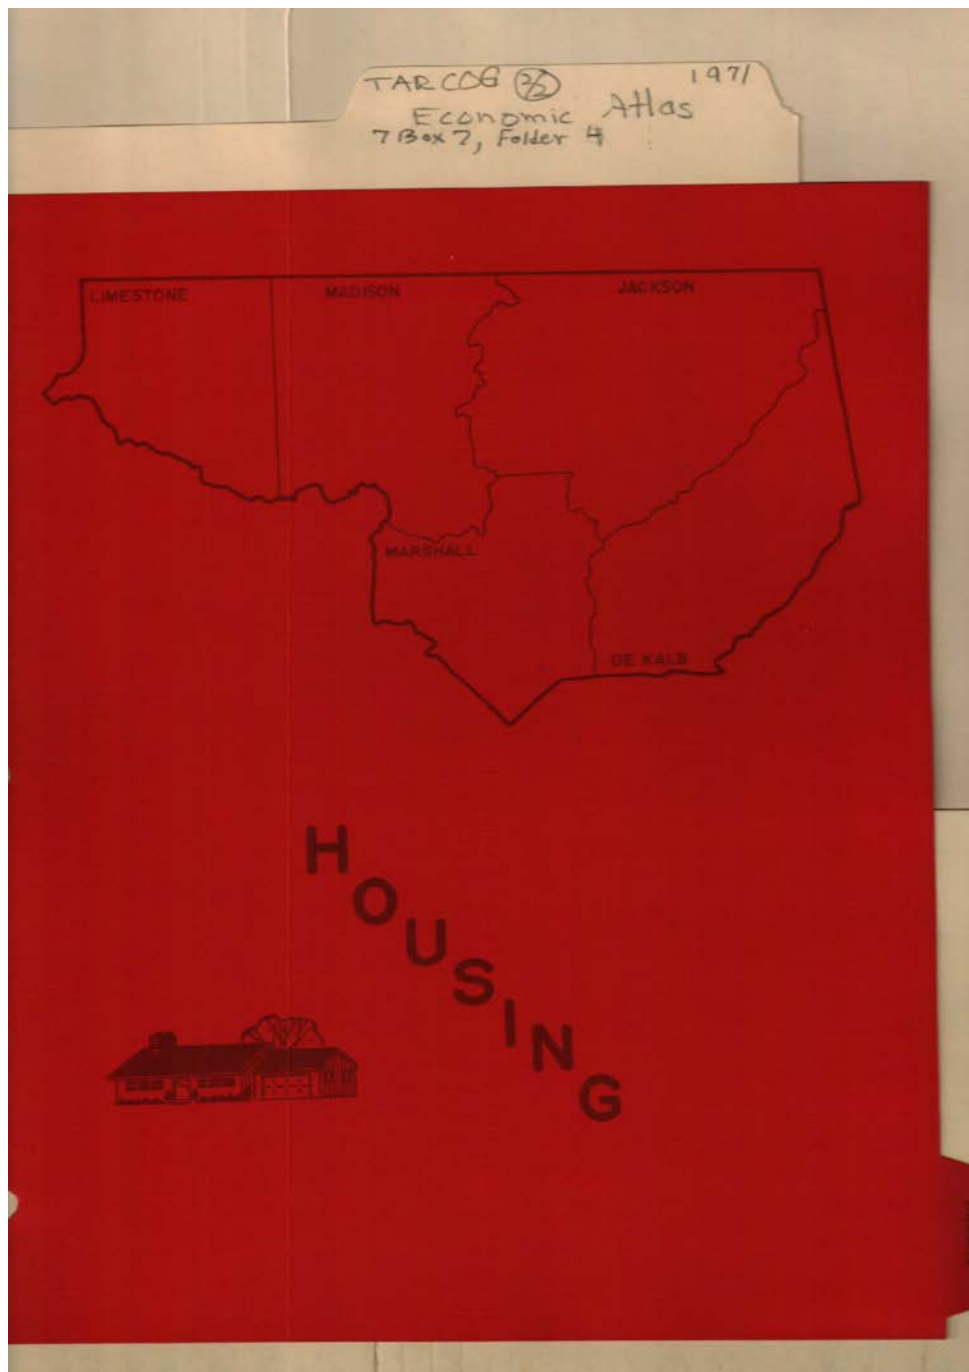 TARCOG 2/2 1971
Economic Atlas
7 Box 7, Folder 4
LIMESTONE MADISON JACKSON
MARSHALL
DE KALB
HOUSING